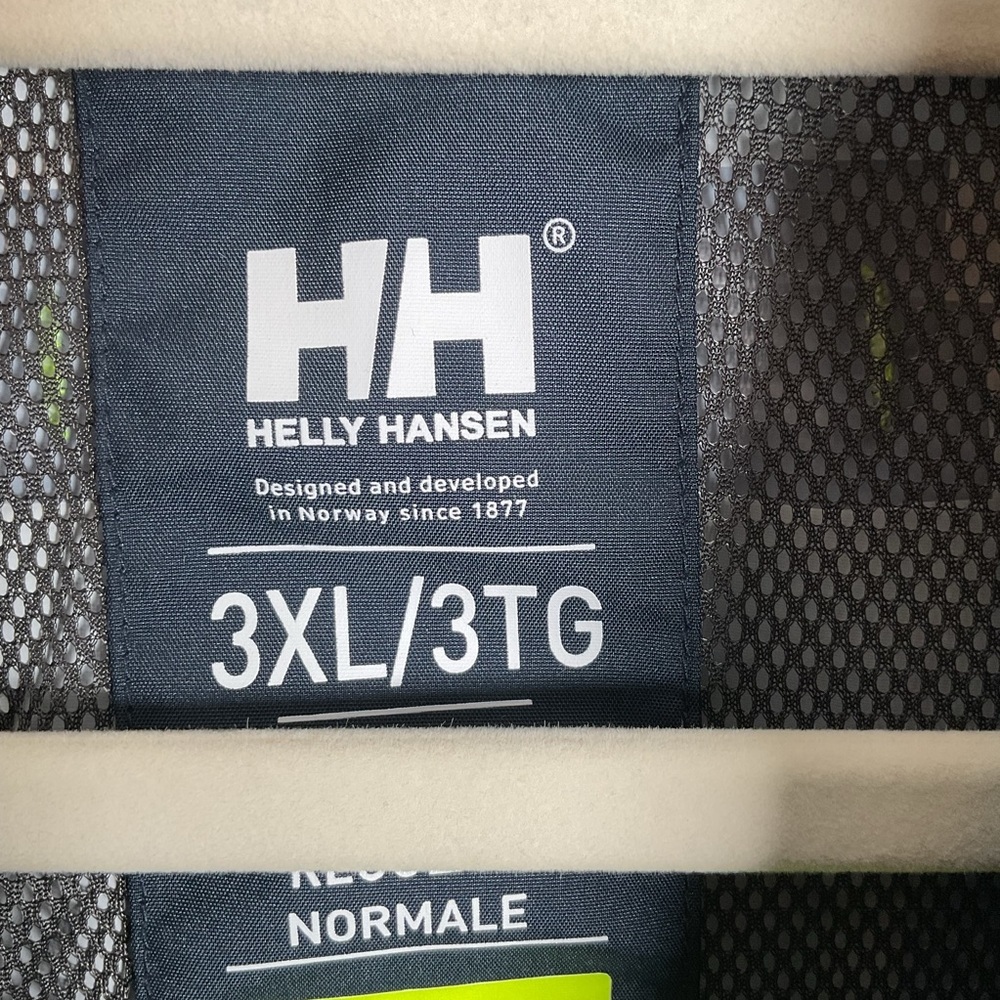 HH®
HELLY HANSEN
Designed and developed
in Norway since 1877
3XL/3TG
NORMALE